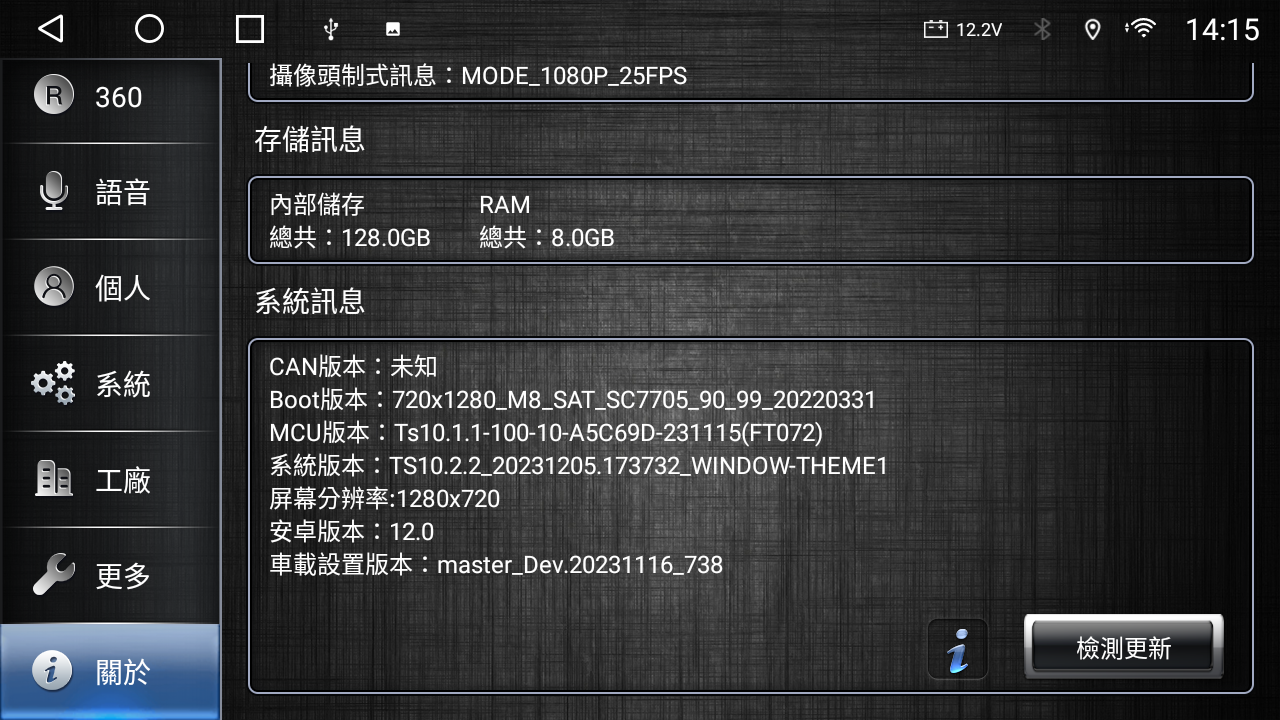 12.2V
14:15
360
語音
個人
系統
工廠
更多
關於
攝像頭制式訊息：MODE_1080P_25FPS
存儲訊息
內部儲存 RAM
總共：128.0GB 總共：8.0GB
系統訊息
CAN版本：未知
Boot版本：720x1280_M8_SAT_SC7705_90_99_20220331
MCU版本：Ts10.1.1-100-10-A5C69D-231115(FT072)
系統版本：TS10.2.2_20231205.173732_WINDOW-THEME1
屏幕分辨率:1280x720
安卓版本：12.0
車載設置版本：master_Dev.20231116_738
檢測更新